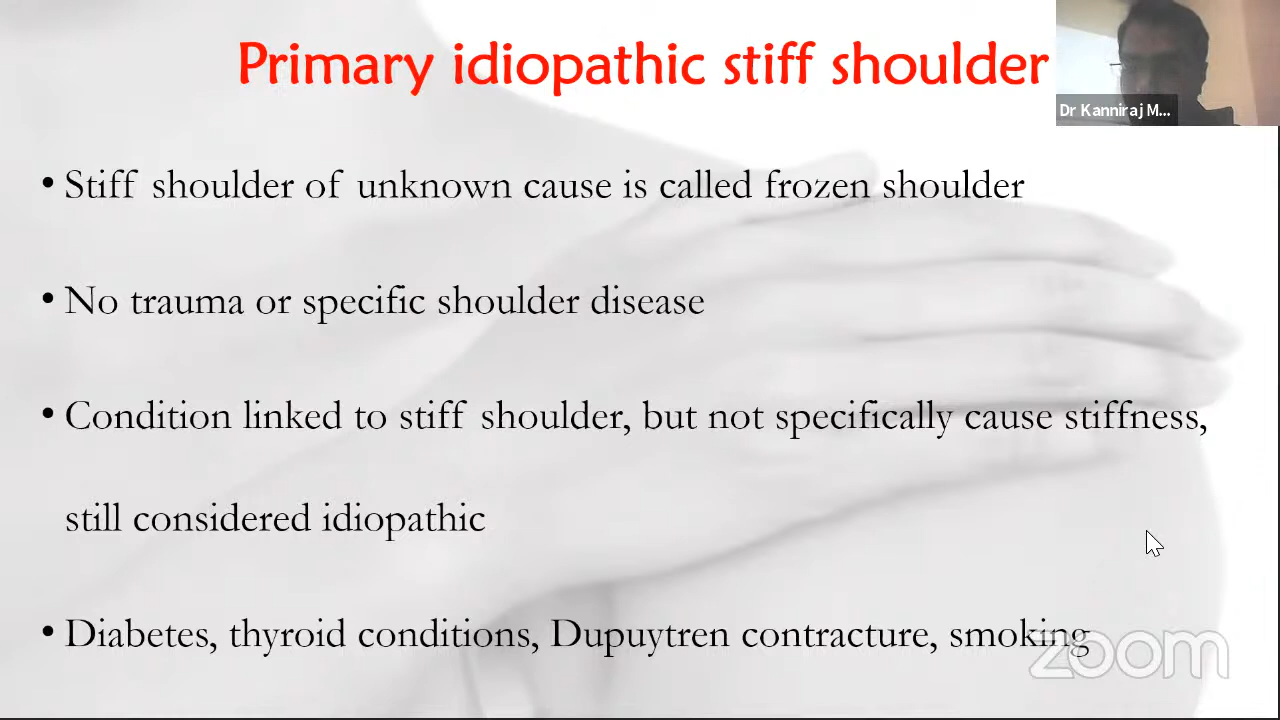 Primary idiopathic stiff shoulder
Dr Kanniraj M...
• Stiff shoulder of unknown cause is called frozen shoulder
• No trauma or specific shoulder disease
• Condition linked to stiff shoulder, but not specifically cause stiffness,
still considered idiopathic
• Diabetes, thyroid conditions, Dupuytren contracture, smoking
zoom